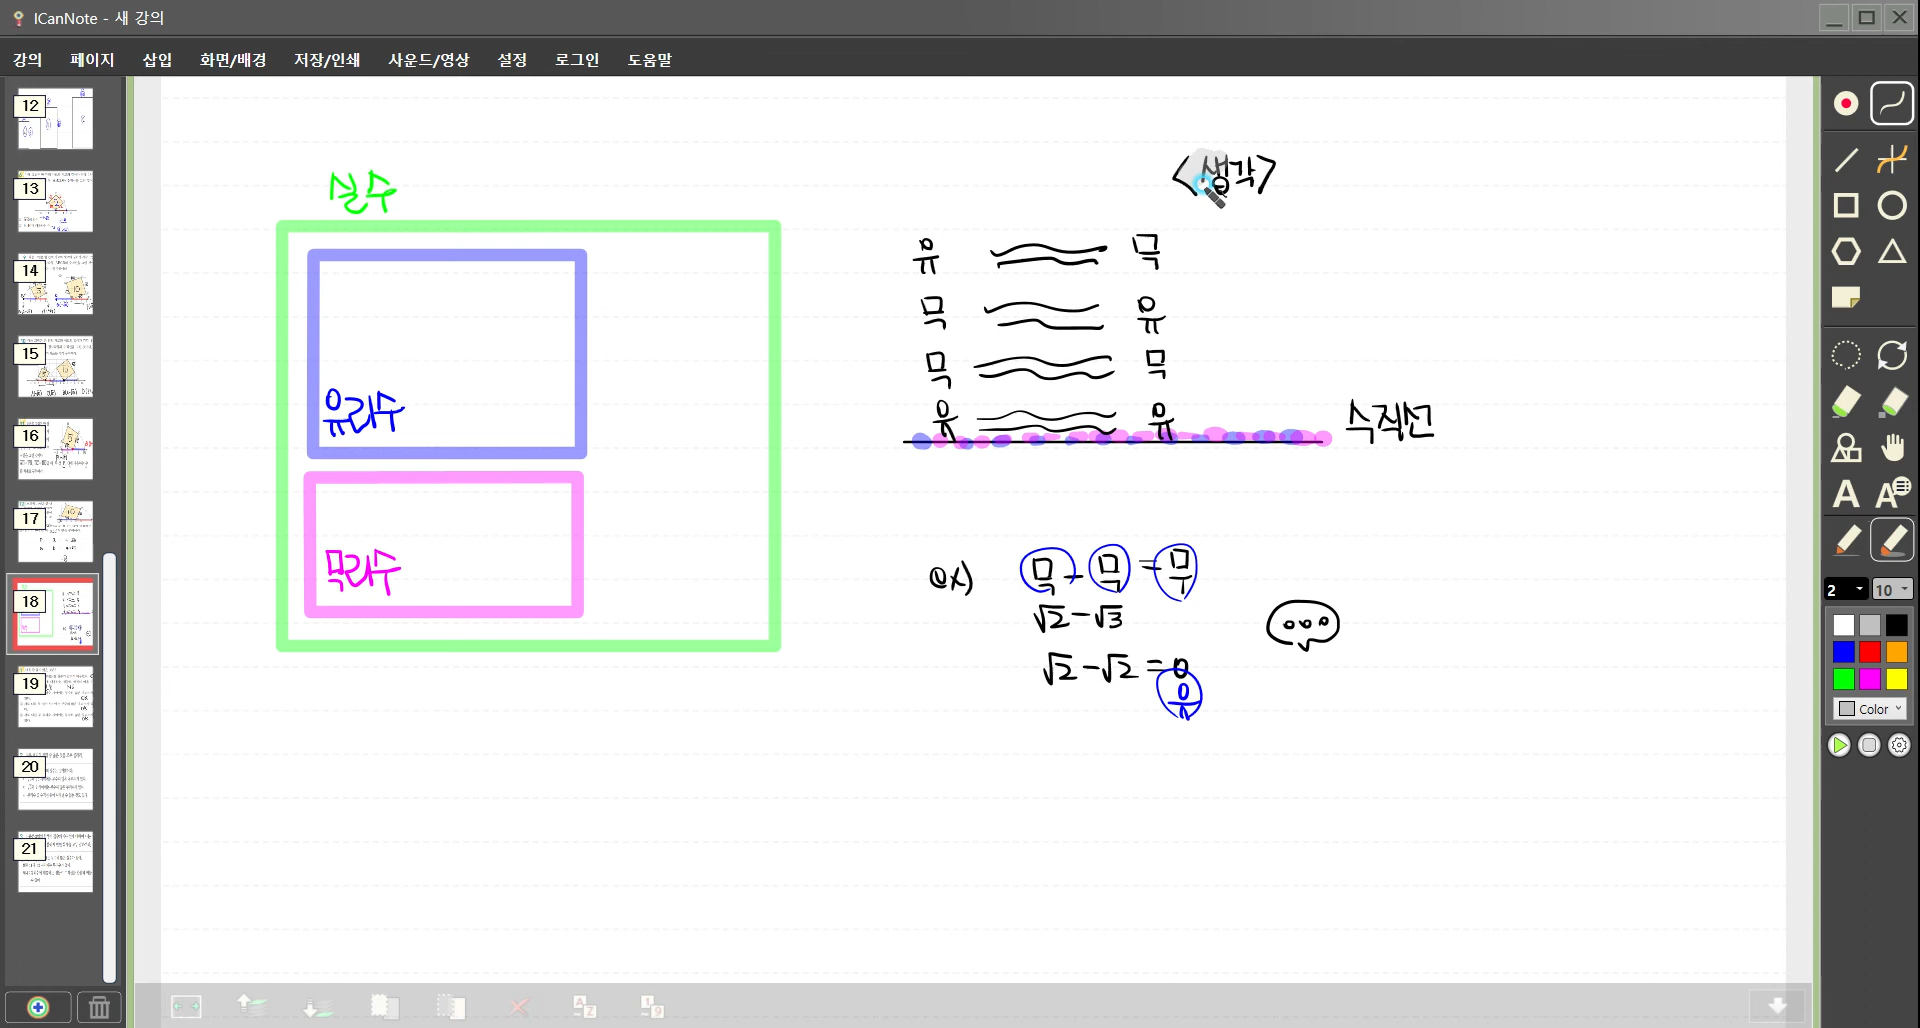 ICanNote - 새 강의
강의 페이지 삽입 화면/배경 저장/인쇄 사운드/영상 설정 로그인 도움말
12
13
14
15
16
17
18
19
20
21
실수
유리수
무리수
<생각>
유 무
무 유
무 무
유 유
수직선
ex) 무 - 무 = 무
√2 - √3
√2 - √2 = 0
유
2 10
Color